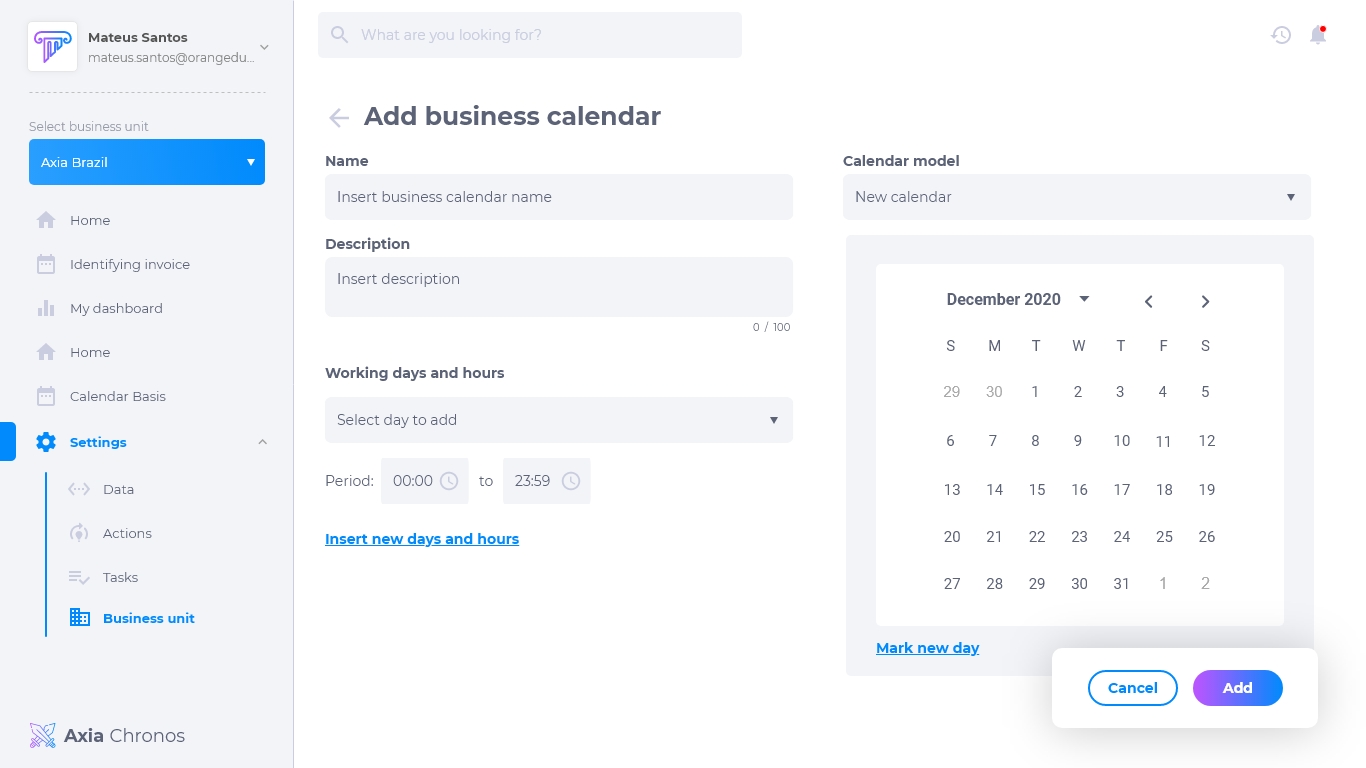 Mateus Santos
mateus.santos@orangedu...
Select business unit
Axia Brazil
Home
Identifying invoice
My dashboard
Home
Calendar Basis
Settings
Data
Actions
Tasks
Business unit
Axia Chronos
What are you looking for?
Add business calendar
Name
Insert business calendar name
Description
Insert description
0 / 100
Working days and hours
Select day to add
Period: 00:00 to 23:59
Insert new days and hours
Calendar model
New calendar
December 2020
S M T W T F S
29 30 1 2 3 4 5
6 7 8 9 10 11 12
13 14 15 16 17 18 19
20 21 22 23 24 25 26
27 28 29 30 31 1 2
Mark new day
Cancel Add